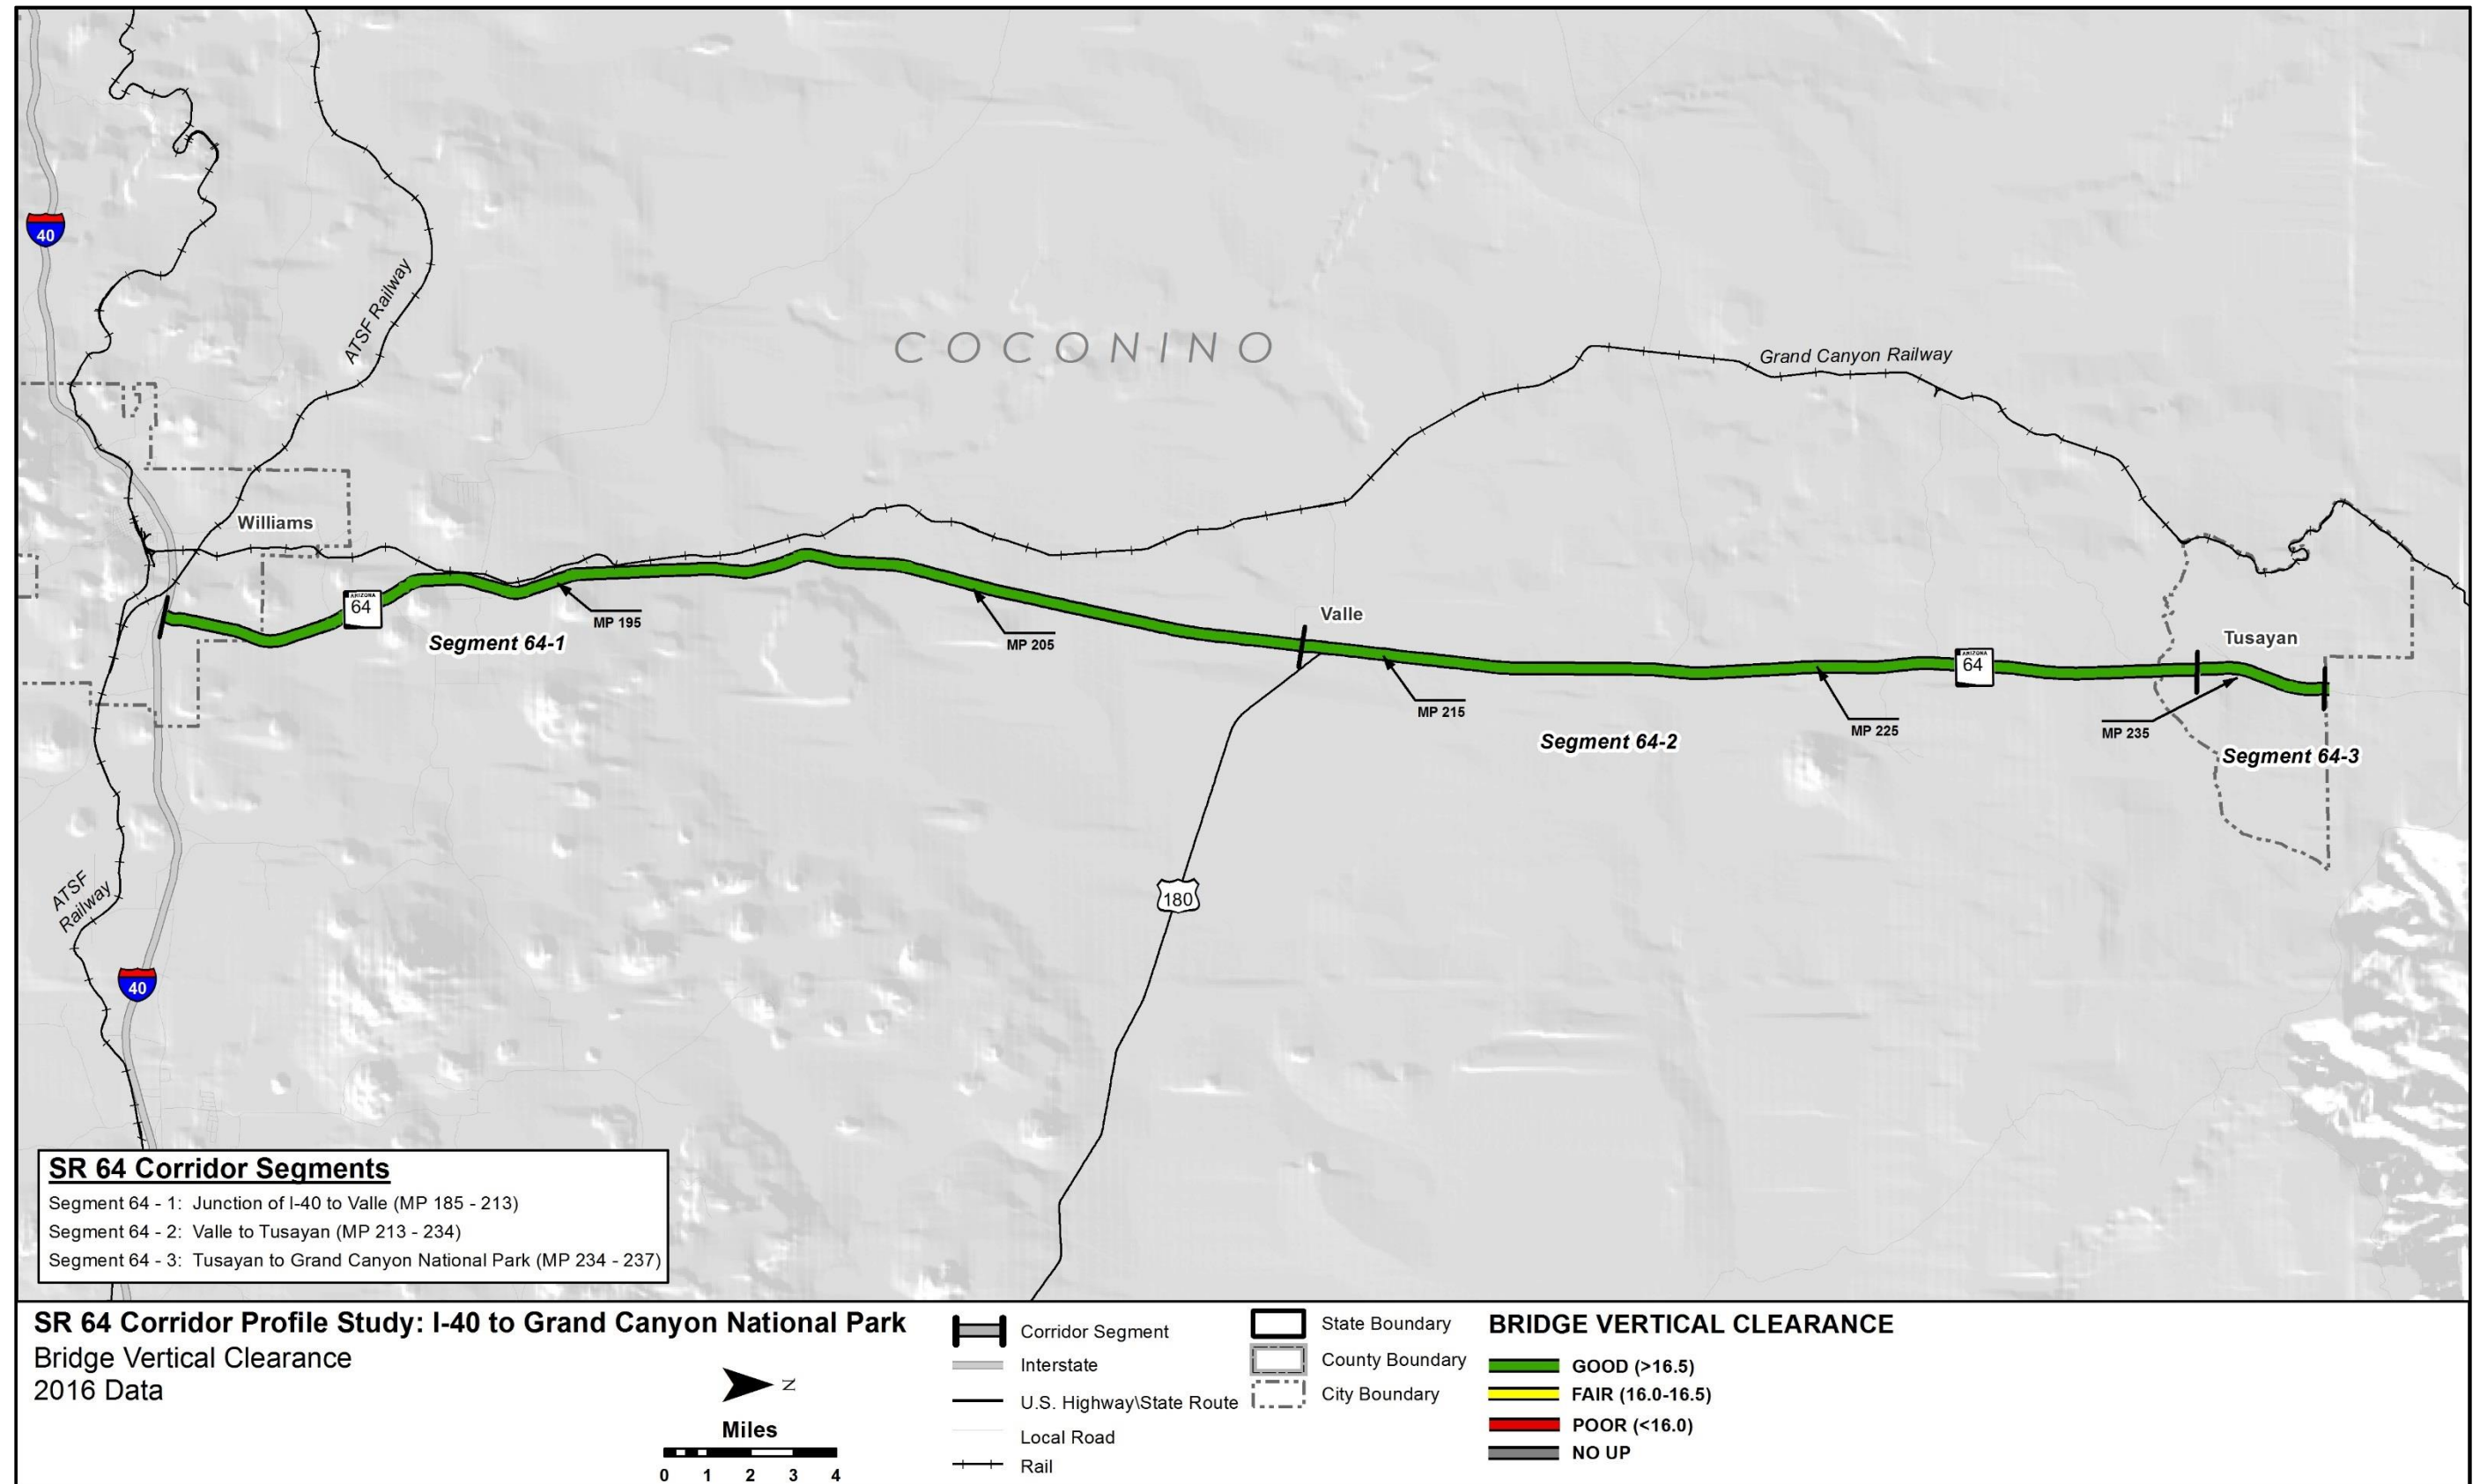 40
ATSF Railway
COCONINO
Grand Canyon Railway
Williams
ARIZONA
64
MP 195
Segment 64-1
MP 205
Valle
MP 215
Segment 64-2
MP 225
ARIZONA
64
Tusayan
MP 235
Segment 64-3
180
ATSF
Railway
40
SR 64 Corridor Segments
Segment 64 - 1: Junction of I-40 to Valle (MP 185 - 213)
Segment 64 - 2: Valle to Tusayan (MP 213 - 234)
Segment 64 - 3: Tusayan to Grand Canyon National Park (MP 234 - 237)
SR 64 Corridor Profile Study: I-40 to Grand Canyon National Park
Bridge Vertical Clearance
2016 Data
N
Miles
0 1 2 3 4
Corridor Segment
Interstate
U.S. Highway\State Route
Local Road
Rail
State Boundary
County Boundary
City Boundary
BRIDGE VERTICAL CLEARANCE
GOOD (>16.5)
FAIR (16.0-16.5)
POOR (<16.0)
NO UP